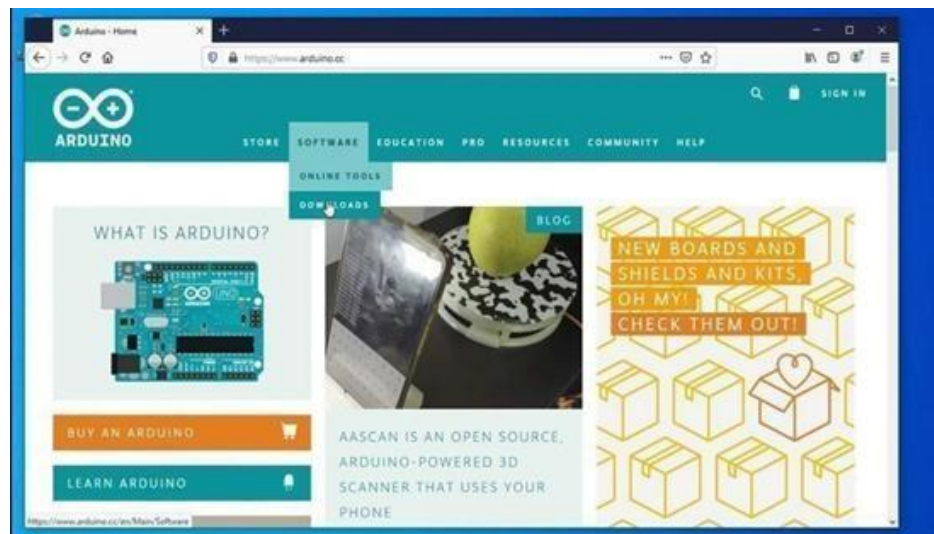 Arduino - Home
https://www.arduino.cc
SIGN IN
ARDUINO
STORE SOFTWARE EDUCATION PRO RESOURCES COMMUNITY HELP
ONLINE TOOLS
DOWNLOADS
WHAT IS ARDUINO?
UNO
BLOG
NEW BOARDS AND
SHIELDS AND KITS,
OH MY!
CHECK THEM OUT!
BUY AN ARDUINO
LEARN ARDUINO
AASCAN IS AN OPEN SOURCE,
ARDUINO-POWERED 3D
SCANNER THAT USES YOUR
PHONE
https://www.arduino.cc/en/Main/Software